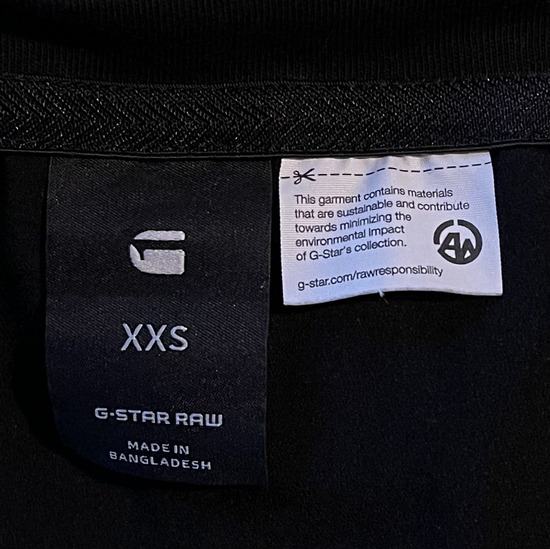 XXS
G-STAR RAW
MADE IN
BANGLADESH
This garment contains materials
that are sustainable and contribute
towards minimizing the
environmental impact
of G-Star's collection.
g-star.com/rawresponsibility